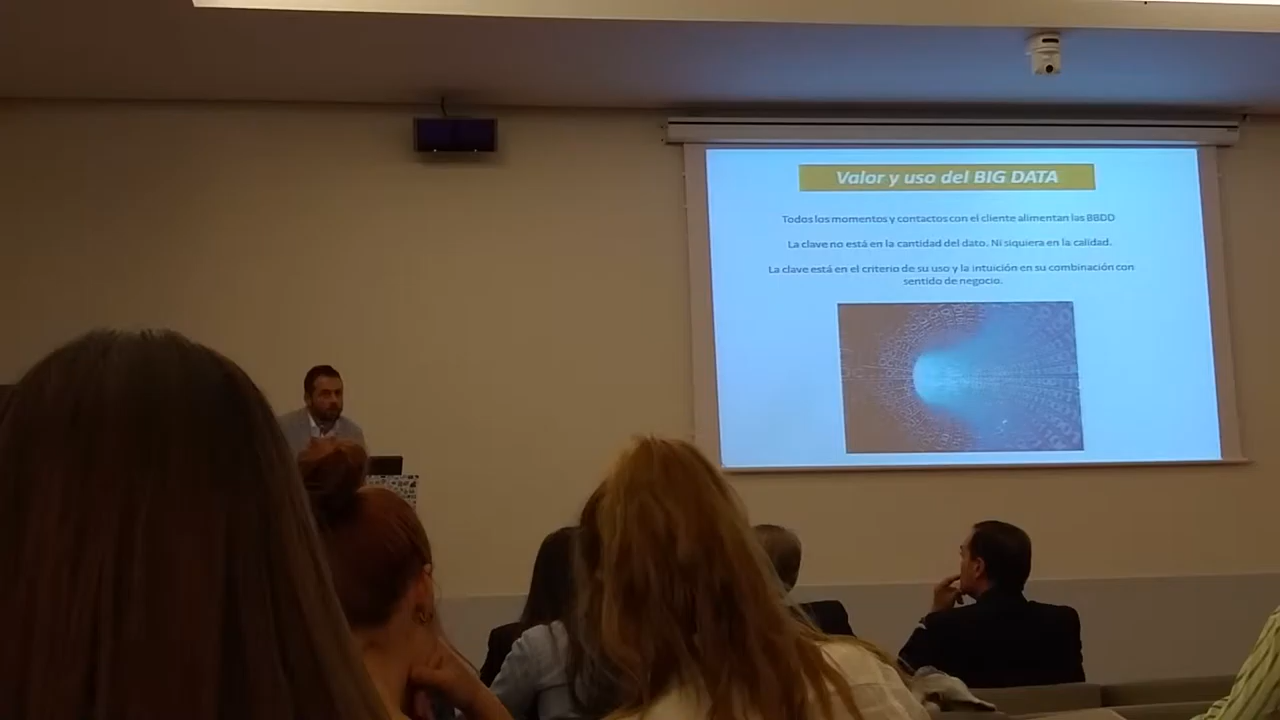 Valor y uso del BIG DATA
Todos los momentos y contactos con el cliente alimentan las BBDD
La clave no está en la cantidad del dato. Ni siquiera en la calidad.
La clave está en el criterio de su uso y la intuición en su combinación con
sentido de negocio.